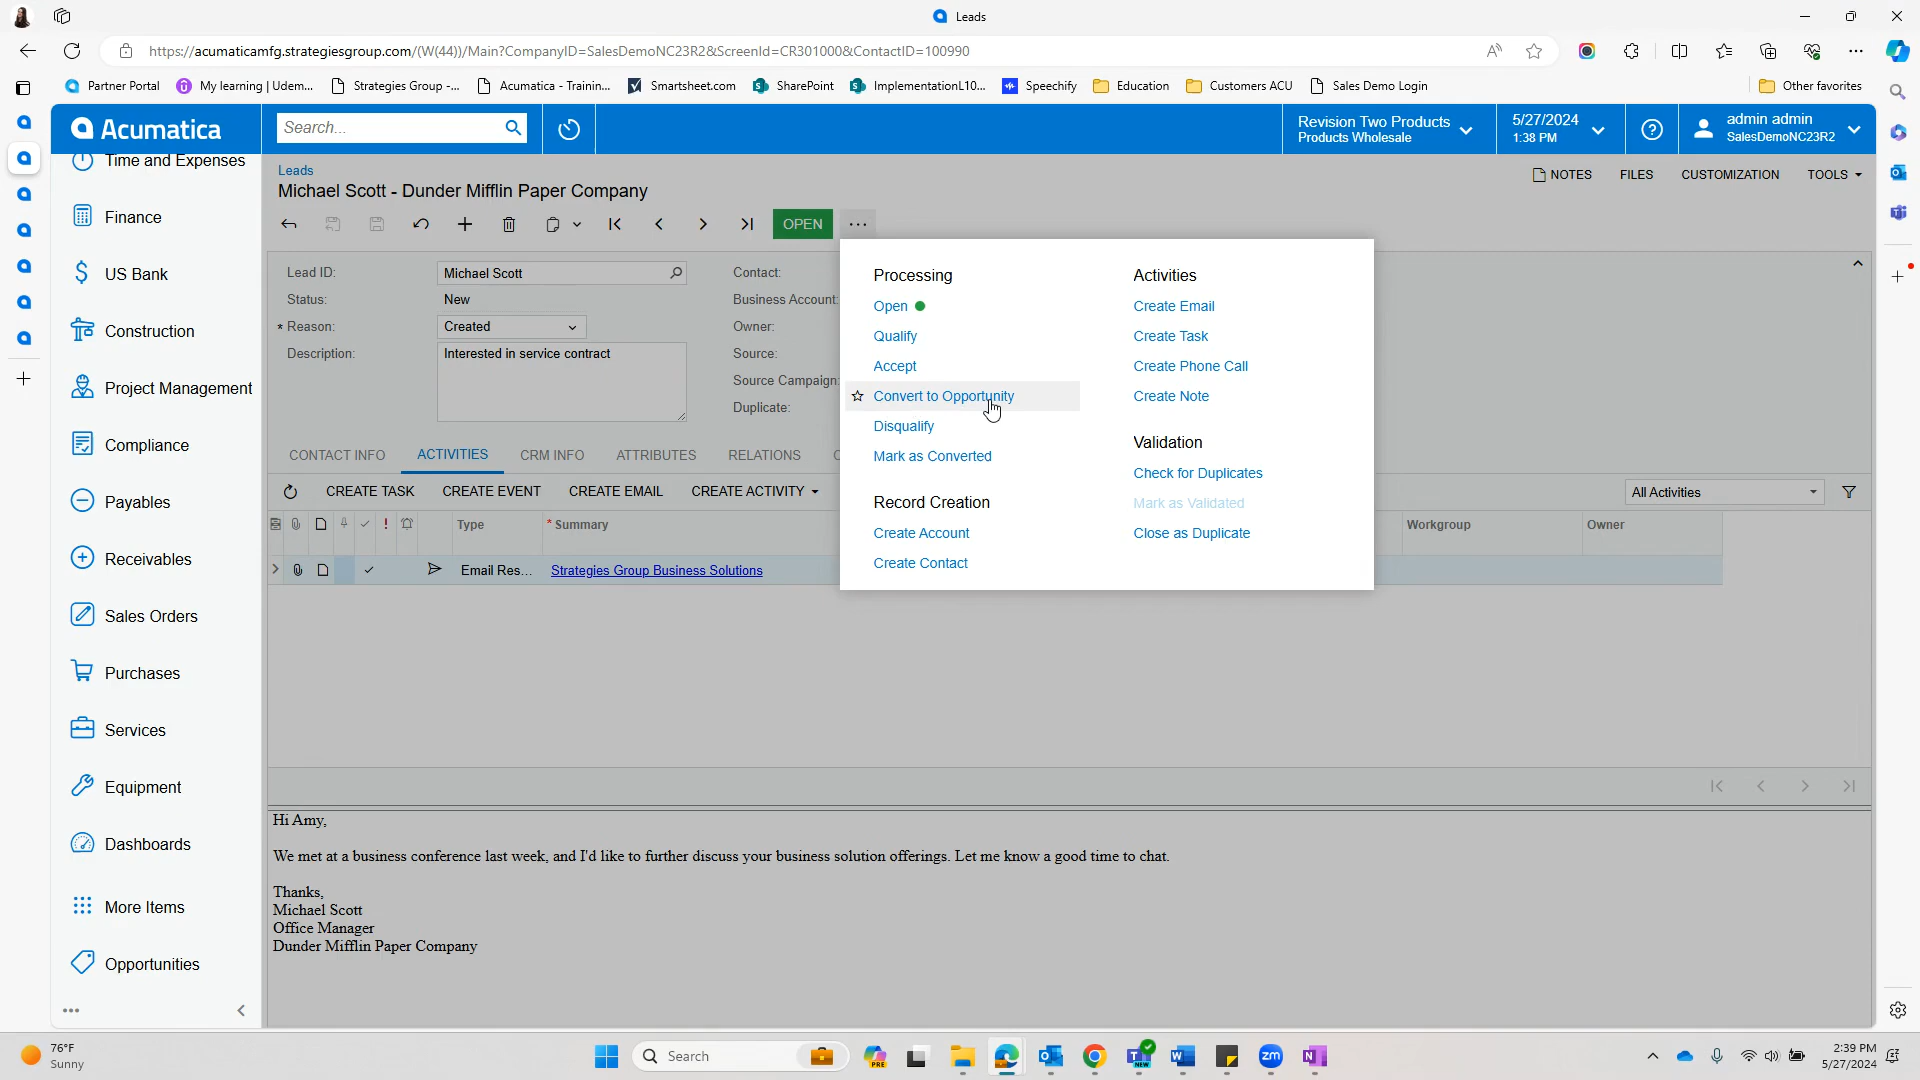 Leads
https://acumaticamfg.strategiesgroup.com/(W(44))/Main?CompanyID=SalesDemoNC23R2&ScreenId=CR301000&ContactID=100990
Partner Portal
My learning | Udem...
Strategies Group -...
Acumatica - Trainin...
Smartsheet.com
SharePoint
ImplementationL10...
Speechify
Education
Customers ACU
Sales Demo Login
Other favorites
Acumatica
Search...
Revision Two Products
Products Wholesale
5/27/2024
1:38 PM
admin admin
SalesDemoNC23R2
Time and Expenses
Finance
US Bank
Construction
Project Management
Compliance
Payables
Receivables
Sales Orders
Purchases
Services
Equipment
Dashboards
More Items
Opportunities
Leads
Michael Scott - Dunder Mifflin Paper Company
NOTES
FILES
CUSTOMIZATION
TOOLS
OPEN
Lead ID:
Michael Scott
Status:
New
* Reason:
Created
Description:
Interested in service contract
Contact:
Business Account:
Owner:
Source:
Source Campaign:
Duplicate:
Processing
Open
Qualify
Accept
Convert to Opportunity
Disqualify
Mark as Converted
Record Creation
Create Account
Create Contact
Activities
Create Email
Create Task
Create Phone Call
Create Note
Validation
Check for Duplicates
Mark as Validated
Close as Duplicate
CONTACT INFO
ACTIVITIES
CRM INFO
ATTRIBUTES
RELATIONS
CREATE TASK
CREATE EVENT
CREATE EMAIL
CREATE ACTIVITY
All Activities
Type
* Summary
Workgroup
Owner
Email Res...
Strategies Group Business Solutions
Hi Amy,
We met at a business conference last week, and I'd like to further discuss your business solution offerings. Let me know a good time to chat.
Thanks,
Michael Scott
Office Manager
Dunder Mifflin Paper Company
76°F
Sunny
Search
PRE
NEW
zm
2:39 PM
5/27/2024